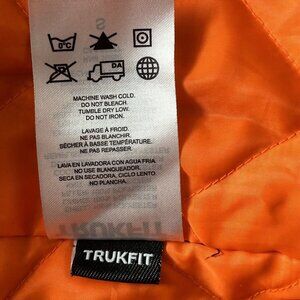 S
0°C
DA
MACHINE WASH COLD.
DO NOT BLEACH.
TUMBLE DRY LOW.
DO NOT IRON.
LAVAGE À FROID.
NE PAS BLANCHIR.
SÉCHER À BASSE TEMPÉRATURE.
NE PAS REPASSER.
LAVA EN LAVADORA CON AGUA FRIA.
NO USE BLANQUEADOR.
SECA EN SECADORA, CICLO LENTO
NO PLANCHA.
TRUKFIT
TRUKFIT